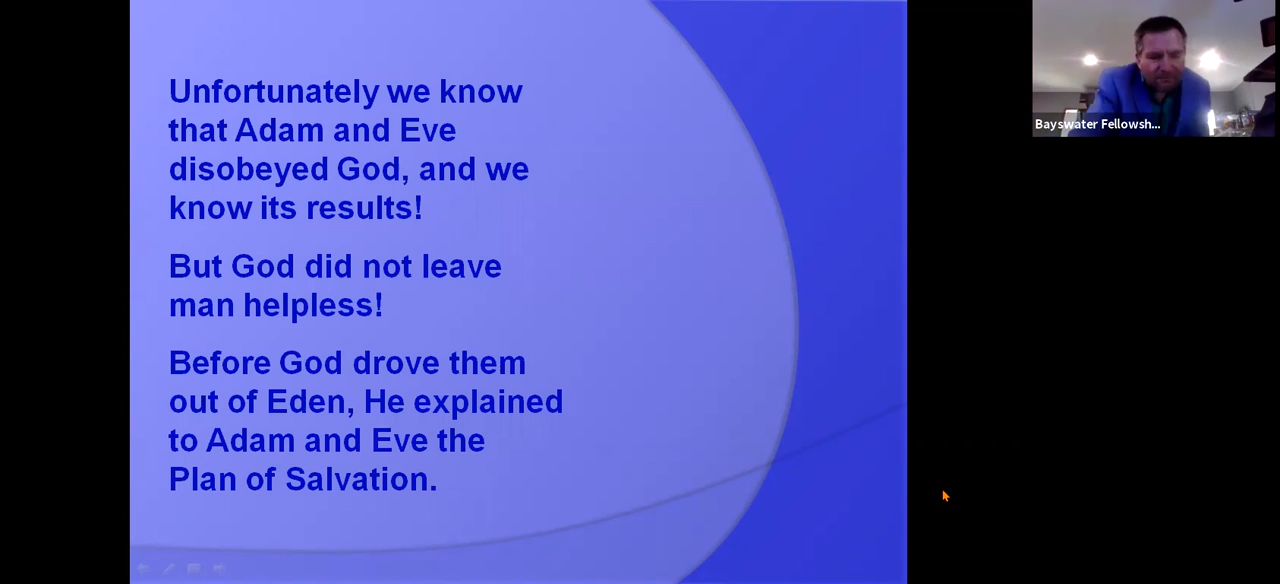 Unfortunately we know
that Adam and Eve
disobeyed God, and we
know its results!
But God did not leave
man helpless!
Before God drove them
out of Eden, He explained
to Adam and Eve the
Plan of Salvation.
Bayswater Fellowsh...